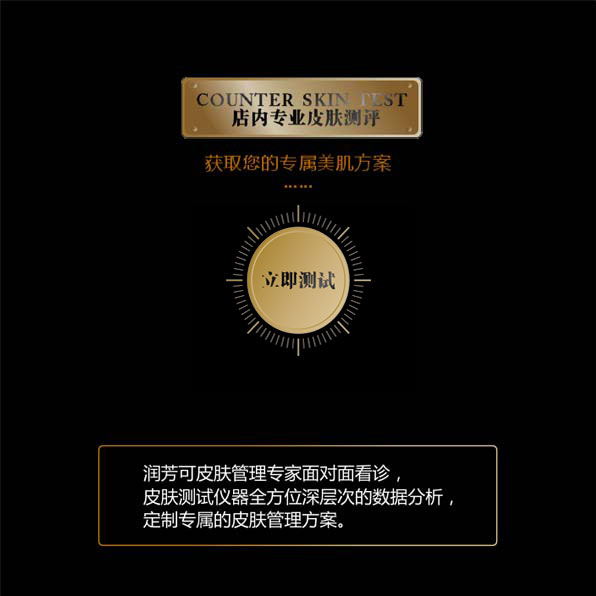 COUNTER SKIN TEST
店内专业皮肤测评
获取您的专属美肌方案
立即测试
润芳可皮肤管理专家面对面看诊，
皮肤测试仪器全方位深层次的数据分析，
定制专属的皮肤管理方案。